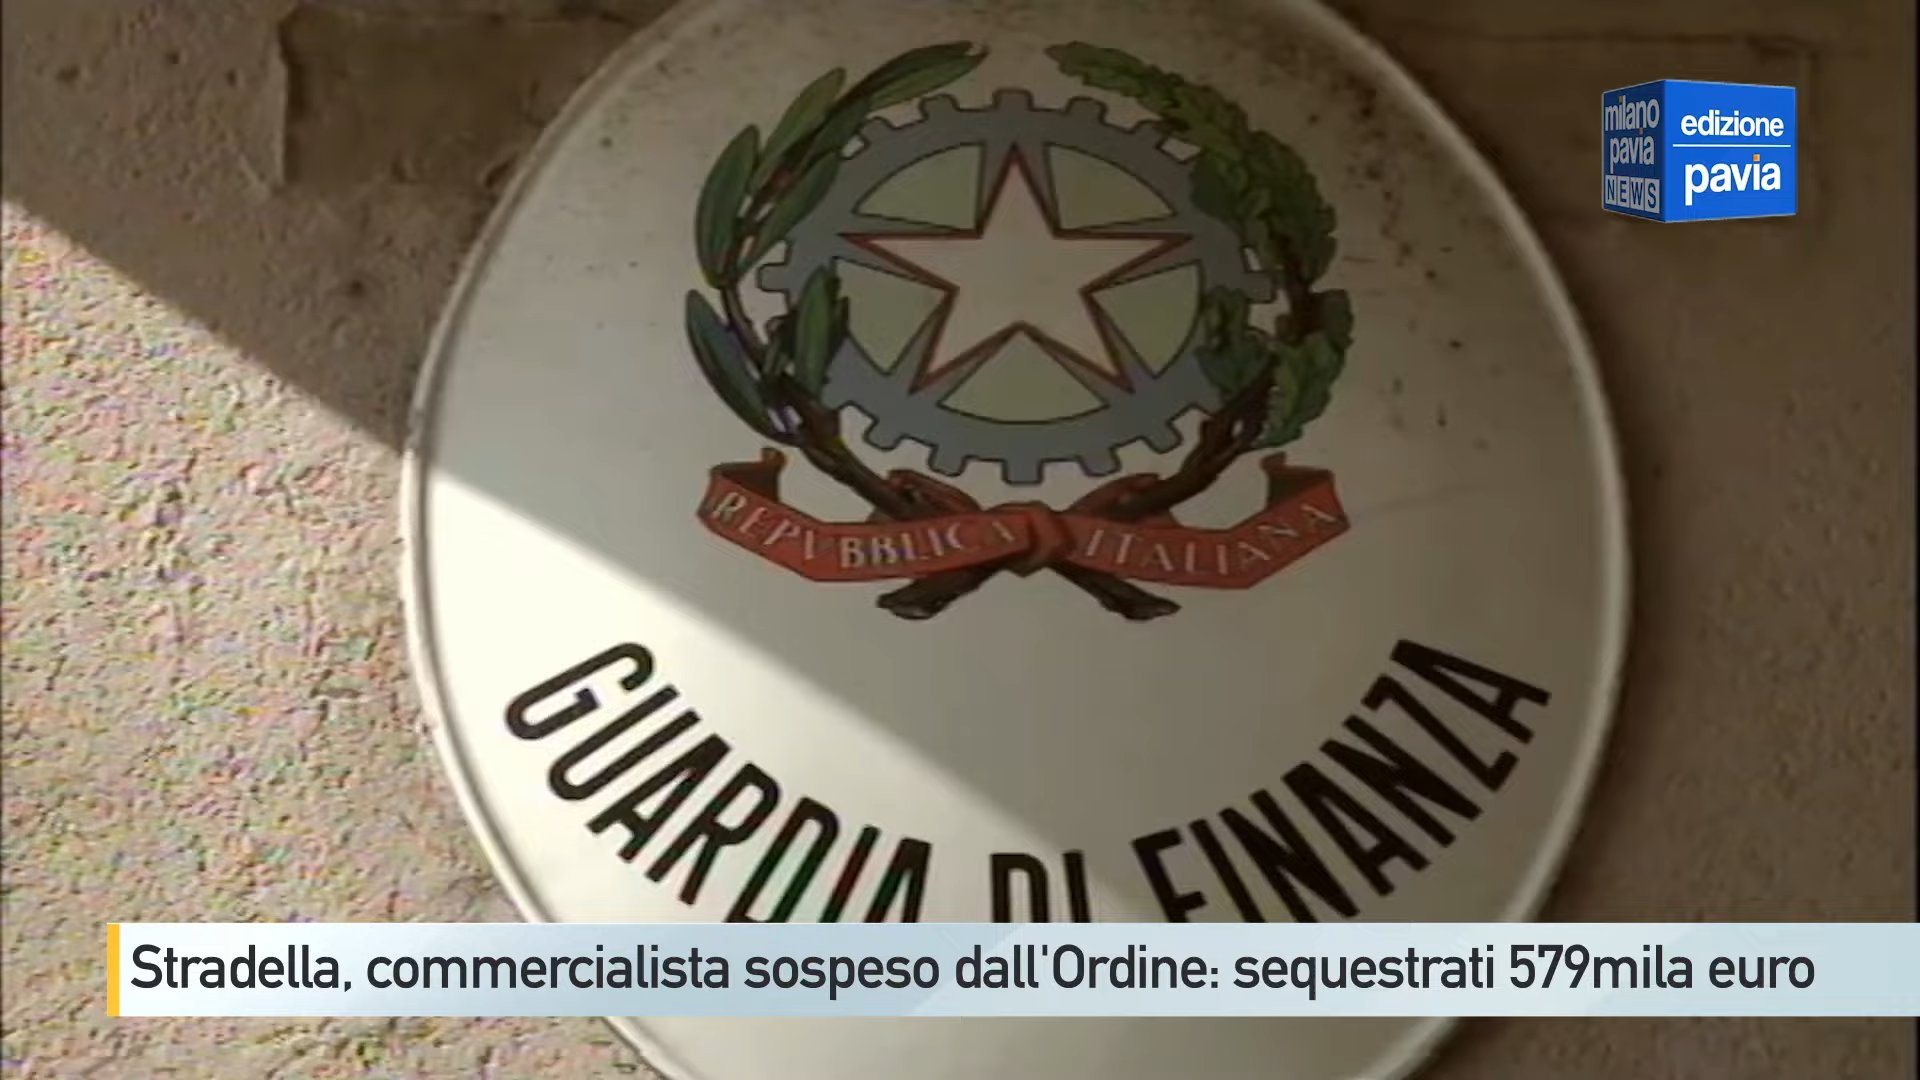 milano
pavia
NEWS
edizione
pavia
REPVBBLICA ITALIANA
GUARDIA DI FINANZA
Stradella, commercialista sospeso dall'Ordine: sequestrati 579mila euro